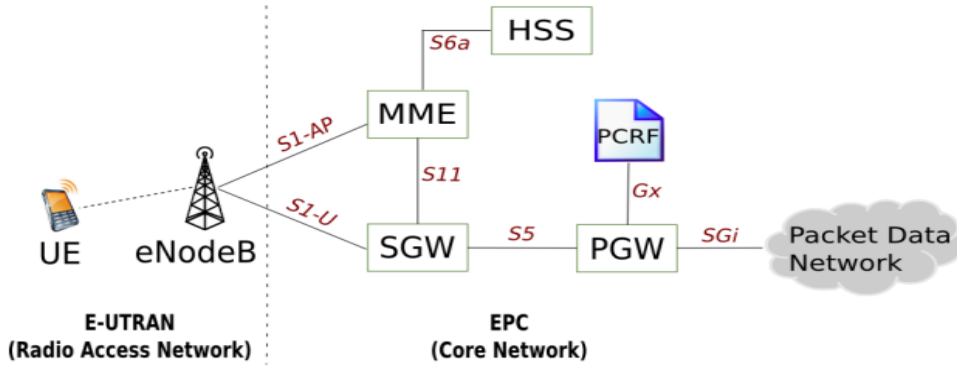 HSS
S6a
MME
PCRF
S1-AP
S11
Gx
S1-U
UE
eNodeB
SGW
S5
PGW
SGi
Packet Data
Network
E-UTRAN
(Radio Access Network)
EPC
(Core Network)